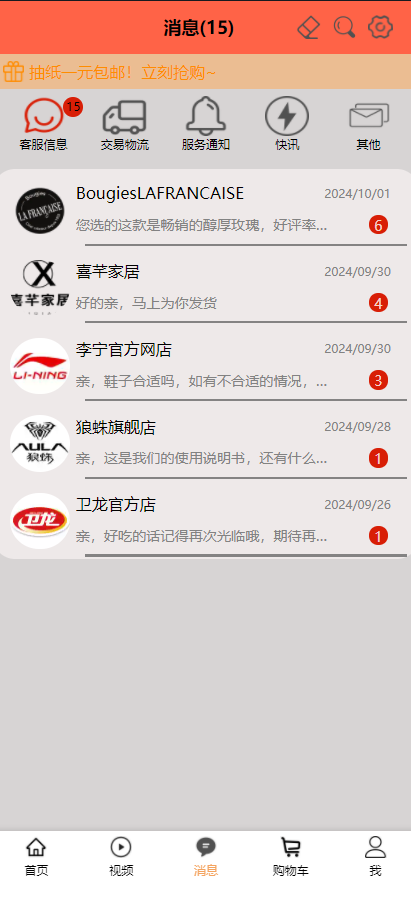 消息(15)
抽纸一元包邮！立刻抢购~
15
客服信息 交易物流 服务通知 快讯 其他
BougiesLAFRANCAISE 2024/10/01
您选的这款是畅销的醇厚玫瑰，好评率... 6
LA FRANÇAISE
喜芊家居 2024/09/30
好的亲，马上为你发货 4
喜芊家居
李宁官方网店 2024/09/30
亲，鞋子合适吗，如有不合适的情况，... 3
LI-NING
狼蛛旗舰店 2024/09/28
亲，这是我们的使用说明书，还有什么... 1
AULA
狼蛛
卫龙官方店 2024/09/26
亲，好吃的话记得再次光临哦，期待再... 1
卫龙
首页 视频 消息 购物车 我